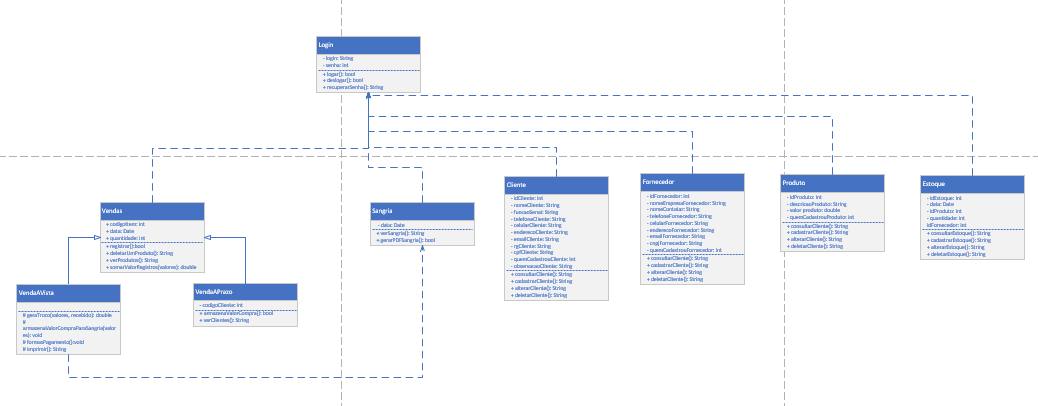 Login
- login: String
- senha: int
+ logar(): bool
+ deslogar(): bool
+ recuperarSenha(): String
Vendas
+ codigoItem: int
+ data: Date
+ quantidade: int
+ registrar():bool
+ deletarUmProduto(): String
+ verProdutos(): String
+ somarValorRegistros(valores): double
Sangria
- data: Date
+ verSangria(): String
+ gerarPDFSangria(): bool
Cliente
- idCliente: int
- nomeCliente: String
- funcaoSerial: String
- telefoneCliente: String
- celularCliente: String
- enderecoCliente: String
- emailCliente: String
- rgCliente: String
- cpfCliente: String
- quemCadastrouCliente: int
- observacaoCliente: String
+ consultarCliente(): String
+ cadastrarCliente(): String
+ alterarCliente(): String
+ deletarCliente(): String
Fornecedor
- idFornecedor: int
- nomeEmpresaFornecedor: String
- nomeContatar: String
- telefoneFornecedor: String
- celularFornecedor: String
- enderecoFornecedor: String
- emailFornecedor: String
- cnpjFornecedor: String
- quemCadastrouFornecedor: int
+ consultarCliente(): String
+ cadastrarCliente(): String
+ alterarCliente(): String
+ deletarCliente(): String
Produto
- idProduto: int
- descricaoProduto: String
- valor produto: double
- quemCadastrouProduto: int
+ consultarCliente(): String
+ cadastrarCliente(): String
+ alterarCliente(): String
+ deletarCliente(): String
Estoque
- idEstoque: int
- data: Date
- idProduto: int
- quantidade: int
idFornecedor: int
+ consultarEstoque(): String
+ cadastrarEstoque(): String
+ alterarEstoque(): String
+ deletarEstoque(): String
VendaAVista
# geraTroco(valores, recebido): double
#
armazenaValorCompraParaSangria(valor
es): void
# formasPagamento():void
# imprimir(): String
VendaAPrazo
- codigoCliente: int
+ armazenaValorCompra(): bool
+ verClientes(): String